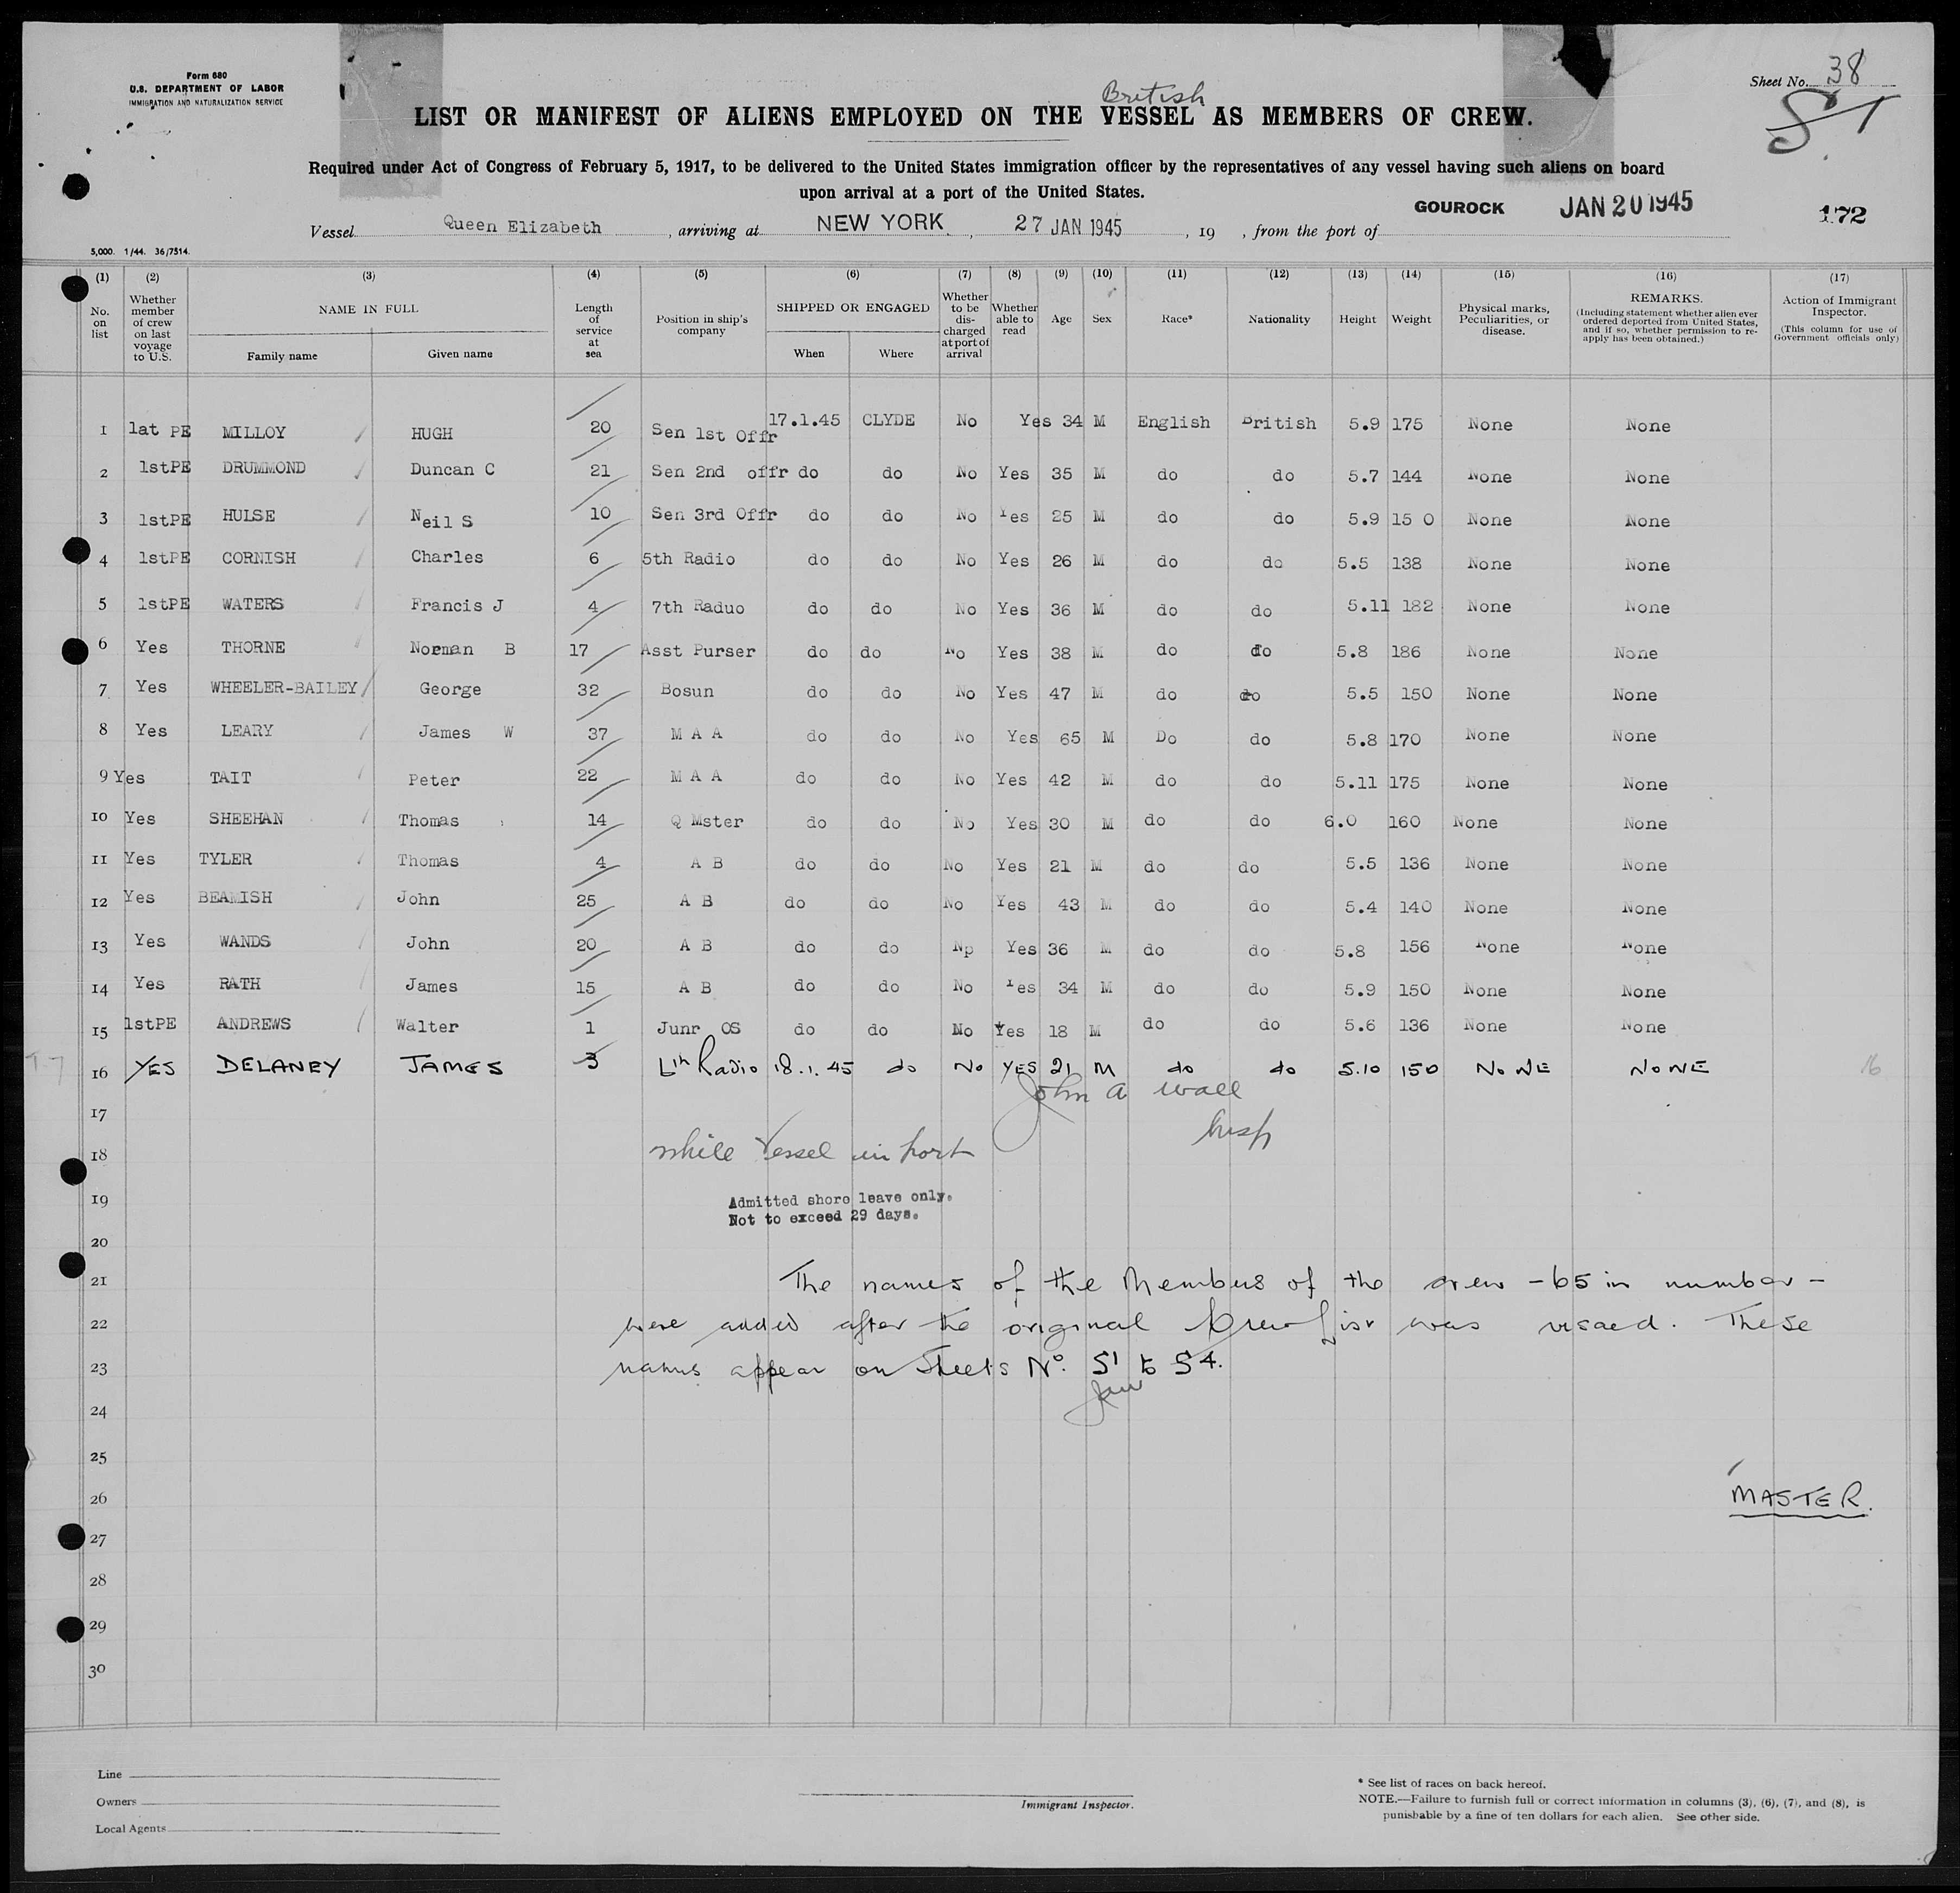 Form 680
U.S. DEPARTMENT OF LABOR
IMMIGRATION AND NATURALIZATION SERVICE
Sheet No. 38
S1
British
LIST OR MANIFEST OF ALIENS EMPLOYED ON THE VESSEL AS MEMBERS OF CREW.
Required under Act of Congress of February 5, 1917, to be delivered to the United States immigration officer by the representatives of any vessel having such aliens on board
upon arrival at a port of the United States.
Vessel Queen Elizabeth, arriving at NEW YORK, 27 JAN 1945, 19 , from the port of GOUROCK JAN 20 1945
172
5,000. 1/44. 36/7514.
(1) (2) (3) (4) (5) (6) (7) (8) (9) (10) (11) (12) (13) (14) (15) (16) (17)
No. on list
Whether member of crew on last voyage to U.S.
NAME IN FULL
Family name
Given name
Length of service at sea
Position in ship's company
SHIPPED OR ENGAGED
When
Where
Whether to be discharged at port of arrival
Whether able to read
Age
Sex
Race*
Nationality
Height
Weight
Physical marks, Peculiarities, or disease.
REMARKS.
(Including statement whether alien ever ordered deported from United States, and if so, whether permission to re-apply has been obtained.)
Action of Immigrant Inspector.
(This column for use of Government officials only)
1 1at PE MILLOY HUGH 20 Sen 1st Offr 17.1.45 CLYDE No Yes 34 M English British 5.9 175 None None
2 1stPE DRUMMOND Duncan C 21 Sen 2nd offr do do No Yes 35 M do do 5.7 144 None None
3 1stPE HULSE Neil S 10 Sen 3rd Offr do do No Yes 25 M do do 5.9 15 0 None None
4 1stPE CORNISH Charles 6 5th Radio do do No Yes 26 M do do 5.5 138 None None
5 1stPE WATERS Francis J 4 7th Raduo do do No Yes 36 M do do 5.11 182 None None
6 Yes THORNE Norman B 17 Asst Purser do do No Yes 38 M do do 5.8 186 None None
7 Yes WHEELER-BAILEY George 32 Bosun do do No Yes 47 M do do 5.5 150 None None
8 Yes LEARY James W 37 M A A do do No Yes 65 M Do do 5.8 170 None None
9 Yes TAIT Peter 22 M A A do do No Yes 42 M do do 5.11 175 None None
10 Yes SHEEHAN Thomas 14 Q Mster do do No Yes 30 M do do 6.0 160 None None
11 Yes TYLER Thomas 4 A B do do No Yes 21 M do do 5.5 136 None None
12 Yes BEAMISH John 25 A B do do No Yes 43 M do do 5.4 140 None None
13 Yes WANDS John 20 A B do do Np Yes 36 M do do 5.8 156 None None
14 Yes RATH James 15 A B do do No Yes 34 M do do 5.9 150 None None
15 1stPE ANDREWS Walter 1 Junr OS do do No Yes 18 M do do 5.6 136 None None
16 YES DELANEY JAMES 3 6th Radio 18.1.45 do No YES 21 M do do 5.10 150 NONE NONE 16
17
John A Wall
Insp
18
while Vessel in port
19
Admitted shore leave only.
Not to exceed 29 days.
20
21 The names of the Members of the crew - 65 in number -
22 were added after the original Crew List was visaed. These
23 names appear on Sheets No. S1 to S4.
Jaw
24
25
26
MASTER.
27
28
29
30
Line
Owners
Local Agents
Immigrant Inspector.
* See list of races on back hereof.
NOTE.—Failure to furnish full or correct information in columns (3), (6), (7), and (8), is
punishable by a fine of ten dollars for each alien. See other side.